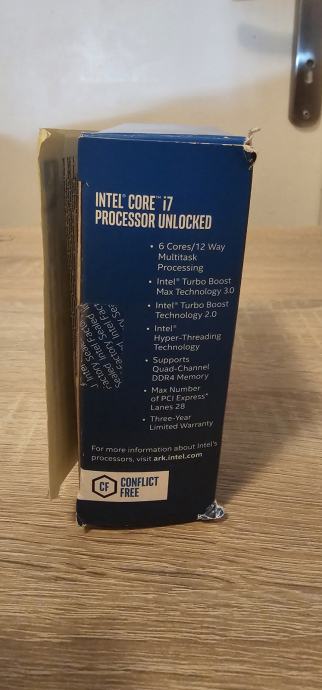 INTEL® CORE™ i7
PROCESSOR UNLOCKED
• 6 Cores/12 Way
Multitask
Processing
• Intel® Turbo Boost
Max Technology 3.0
• Intel® Turbo Boost
Technology 2.0
• Intel®
Hyper-Threading
Technology
• Supports
Quad-Channel
DDR4 Memory
• Max Number
of PCI Express®
Lanes 28
• Three-Year
Limited Warranty
For more information about Intel's
processors, visit ark.intel.com
CF
CONFLICT
FREE